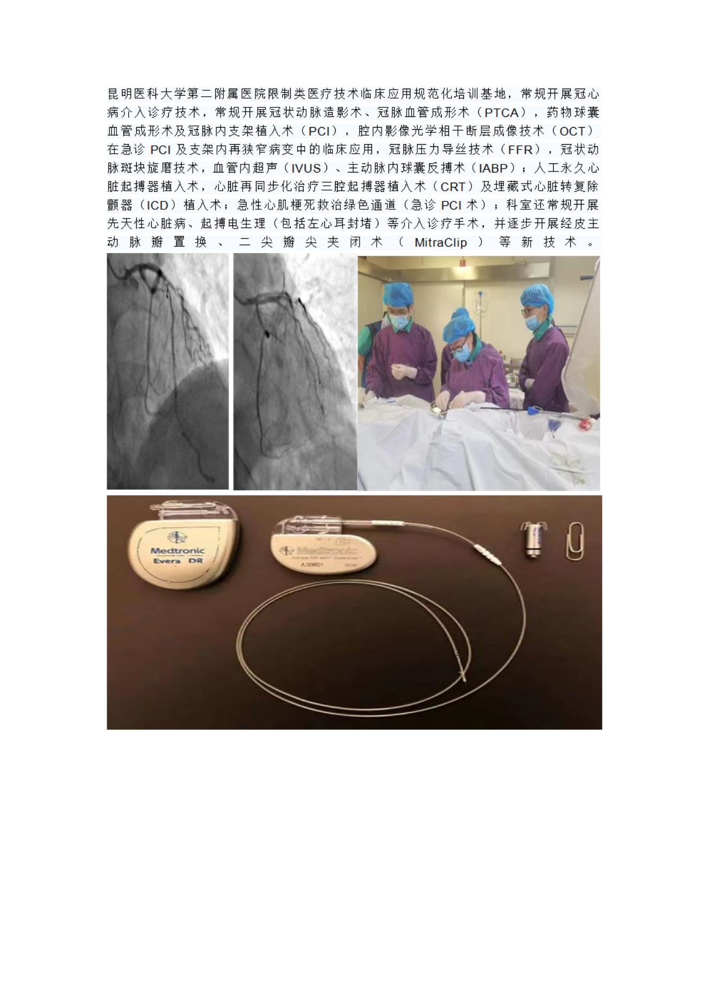 昆明医科大学第二附属医院限制类医疗技术临床应用规范化培训基地，常规开展冠心
病介入诊疗技术，常规开展冠状动脉造影术、冠脉血管成形术（PTCA），药物球囊
血管成形术及冠脉内支架植入术（PCI），腔内影像光学相干断层成像技术（OCT）
在急诊 PCI 及支架内再狭窄病变中的临床应用，冠脉压力导丝技术（FFR），冠状动
脉斑块旋磨技术，血管内超声（IVUS）、主动脉内球囊反搏术（IABP）；人工永久心
脏起搏器植入术，心脏再同步化治疗三腔起搏器植入术（CRT）及埋藏式心脏转复除
颤器（ICD）植入术；急性心肌梗死救治绿色通道（急诊 PCI 术）；科室还常规开展
先天性心脏病、起搏电生理（包括左心耳封堵）等介入诊疗手术，并逐步开展经皮主
动脉瓣置换、二尖瓣尖夹闭术（MitraClip）等新技术。
Medtronic
Evera DR
Medtronic
A3DR01